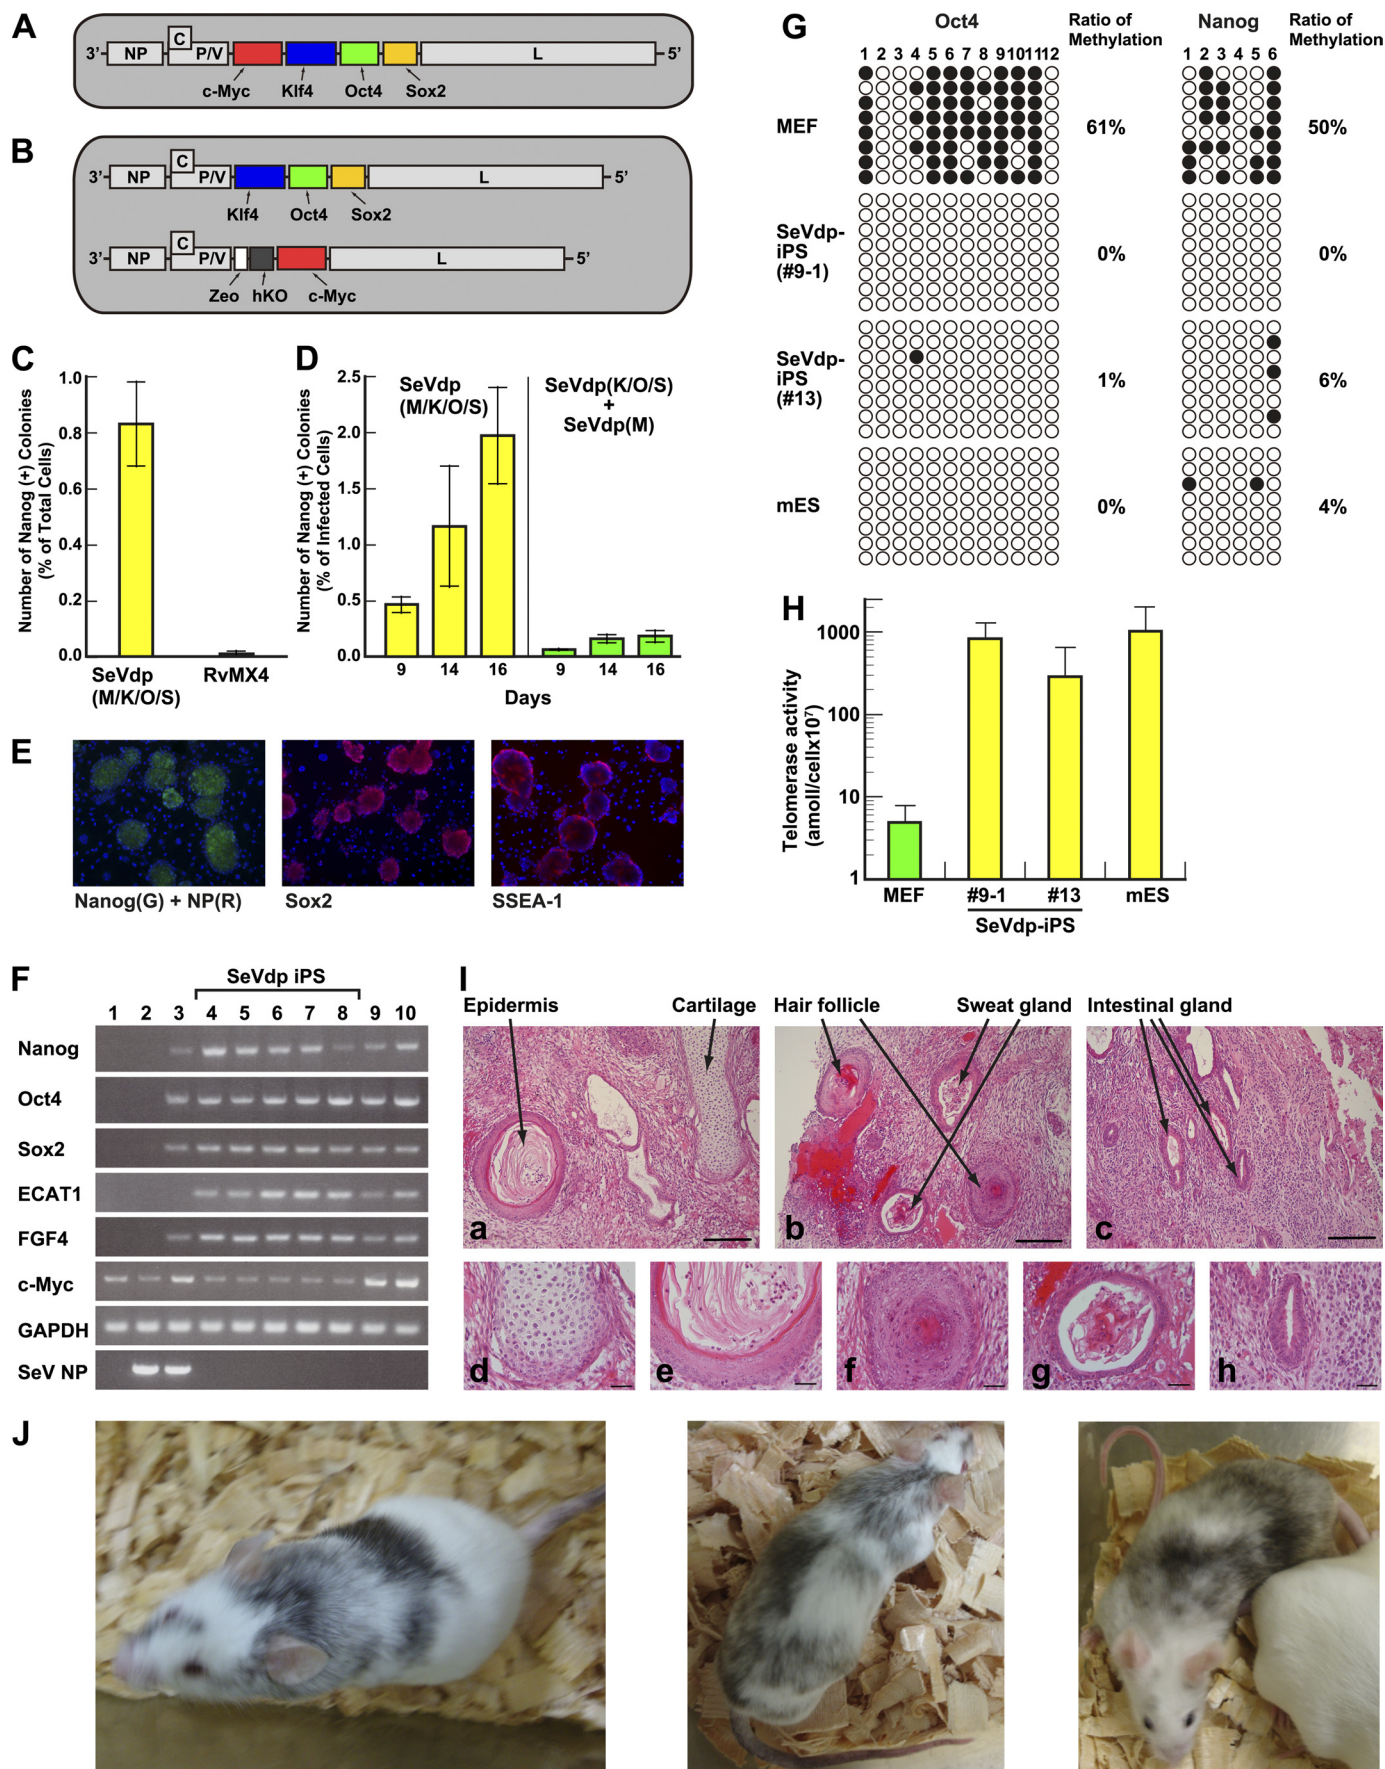 A
3' NP C P/V L 5'
c-Myc Klf4 Oct4 Sox2
B
3' NP C P/V L 5'
Klf4 Oct4 Sox2
3' NP C P/V L 5'
Zeo hKO c-Myc
C
Number of Nanog (+) Colonies
(% of Total Cells)
1.0
0.8
0.6
0.4
0.2
0.0
SeVdp
(M/K/O/S)
RvMX4
D
Number of Nanog (+) Colonies
(% of Infected Cells)
2.5
2.0
1.5
1.0
0.5
0.0
SeVdp
(M/K/O/S)
SeVdp(K/O/S)
+
SeVdp(M)
9 14 16 9 14 16
Days
E
Nanog(G) + NP(R)
Sox2
SSEA-1
F
SeVdp iPS
1 2 3 4 5 6 7 8 9 10
Nanog
Oct4
Sox2
ECAT1
FGF4
c-Myc
GAPDH
SeV NP
G
Oct4
Ratio of
Methylation
Nanog
Ratio of
Methylation
1 2 3 4 5 6 7 8 9 10 11 12
1 2 3 4 5 6
MEF 61% 50%
SeVdp-
iPS
(#9-1)
0% 0%
SeVdp-
iPS
(#13)
1% 6%
mES 0% 4%
H
Telomerase activity
(amoll/cellx10⁷)
1000
100
10
1
MEF #9-1 #13 mES
SeVdp-iPS
I
Epidermis Cartilage Hair follicle Sweat gland Intestinal gland
a b c
d e f g h
J